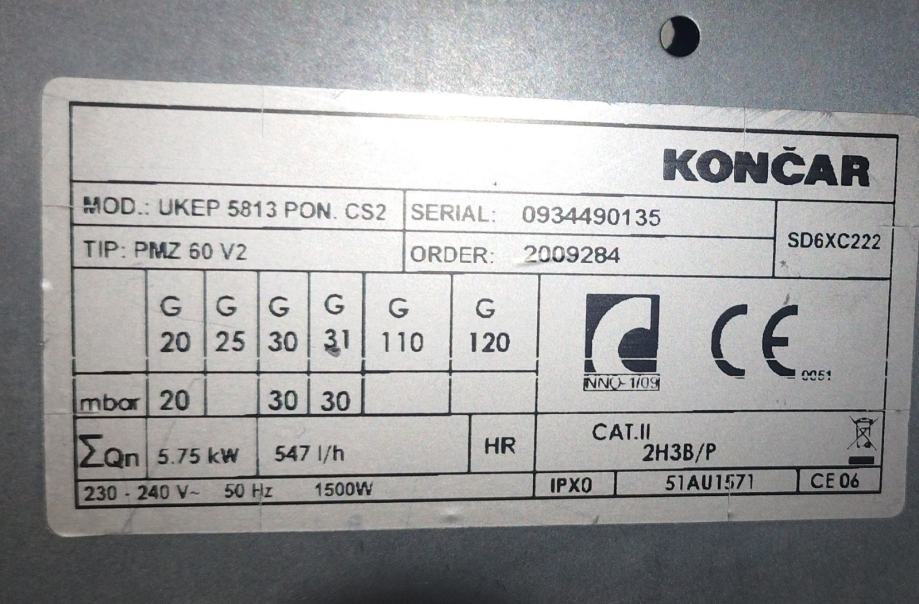 KONČAR
MOD.: UKEP 5813 PON. CS2
SERIAL: 0934490135
SD6XC222
TIP: PMZ 60 V2
ORDER: 2009284
G 20 G 25 G 30 G 31 G 110 G 120
mbar 20 30 30
NNO-1/09
CE
0051
ΣQn 5.75 kW 547 l/h HR
CAT.II
2H3B/P
230 - 240 V~ 50 Hz 1500W IPX0 51AU1571 CE 06